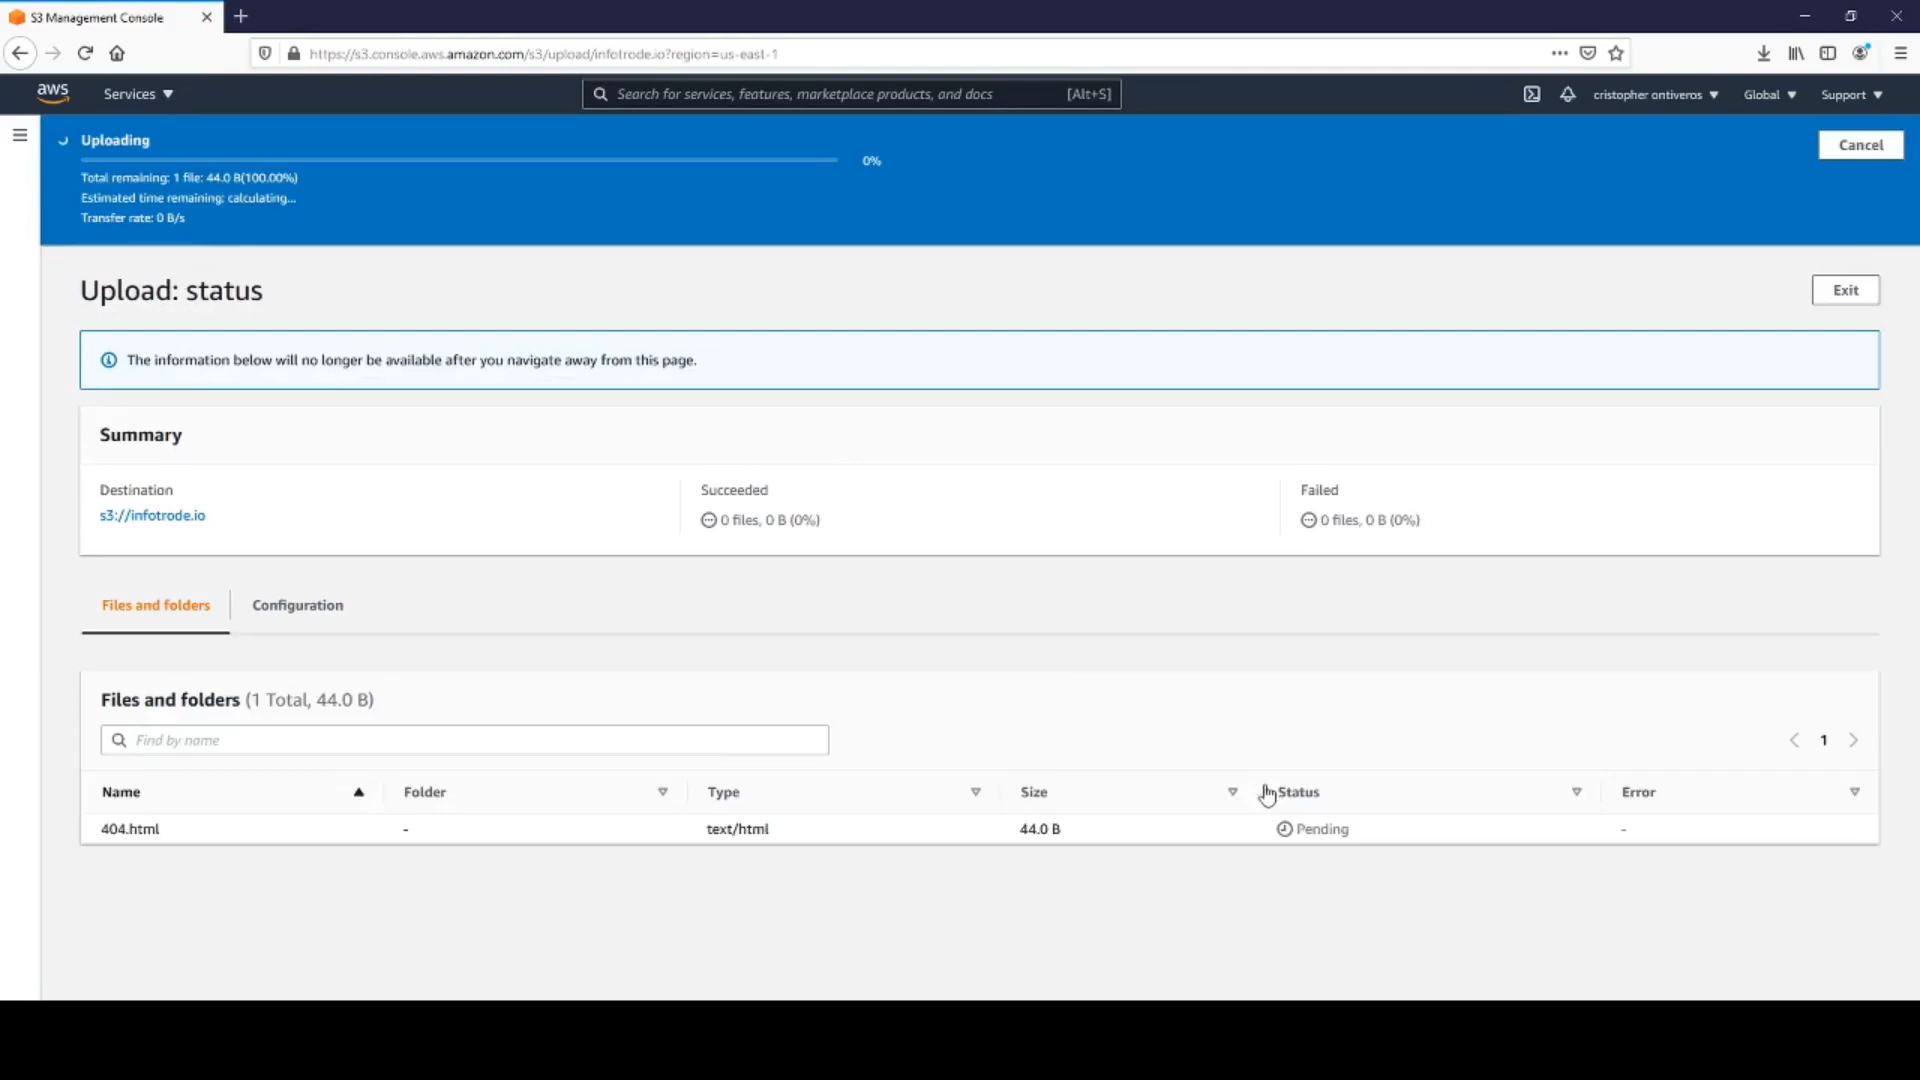 S3 Management Console
https://s3.console.aws.amazon.com/s3/upload/infotrode.io?region=us-east-1
aws
Services
Search for services, features, marketplace products, and docs [Alt+S]
cristopher ontiveros
Global
Support
Uploading
0%
Cancel
Total remaining: 1 file: 44.0 B(100.00%)
Estimated time remaining: calculating...
Transfer rate: 0 B/s
Upload: status
Exit
The information below will no longer be available after you navigate away from this page.
Summary
Destination
Succeeded
Failed
s3://infotrode.io
0 files, 0 B (0%)
0 files, 0 B (0%)
Files and folders
Configuration
Files and folders (1 Total, 44.0 B)
Find by name
1
Name Folder Type Size Status Error
404.html - text/html 44.0 B Pending -